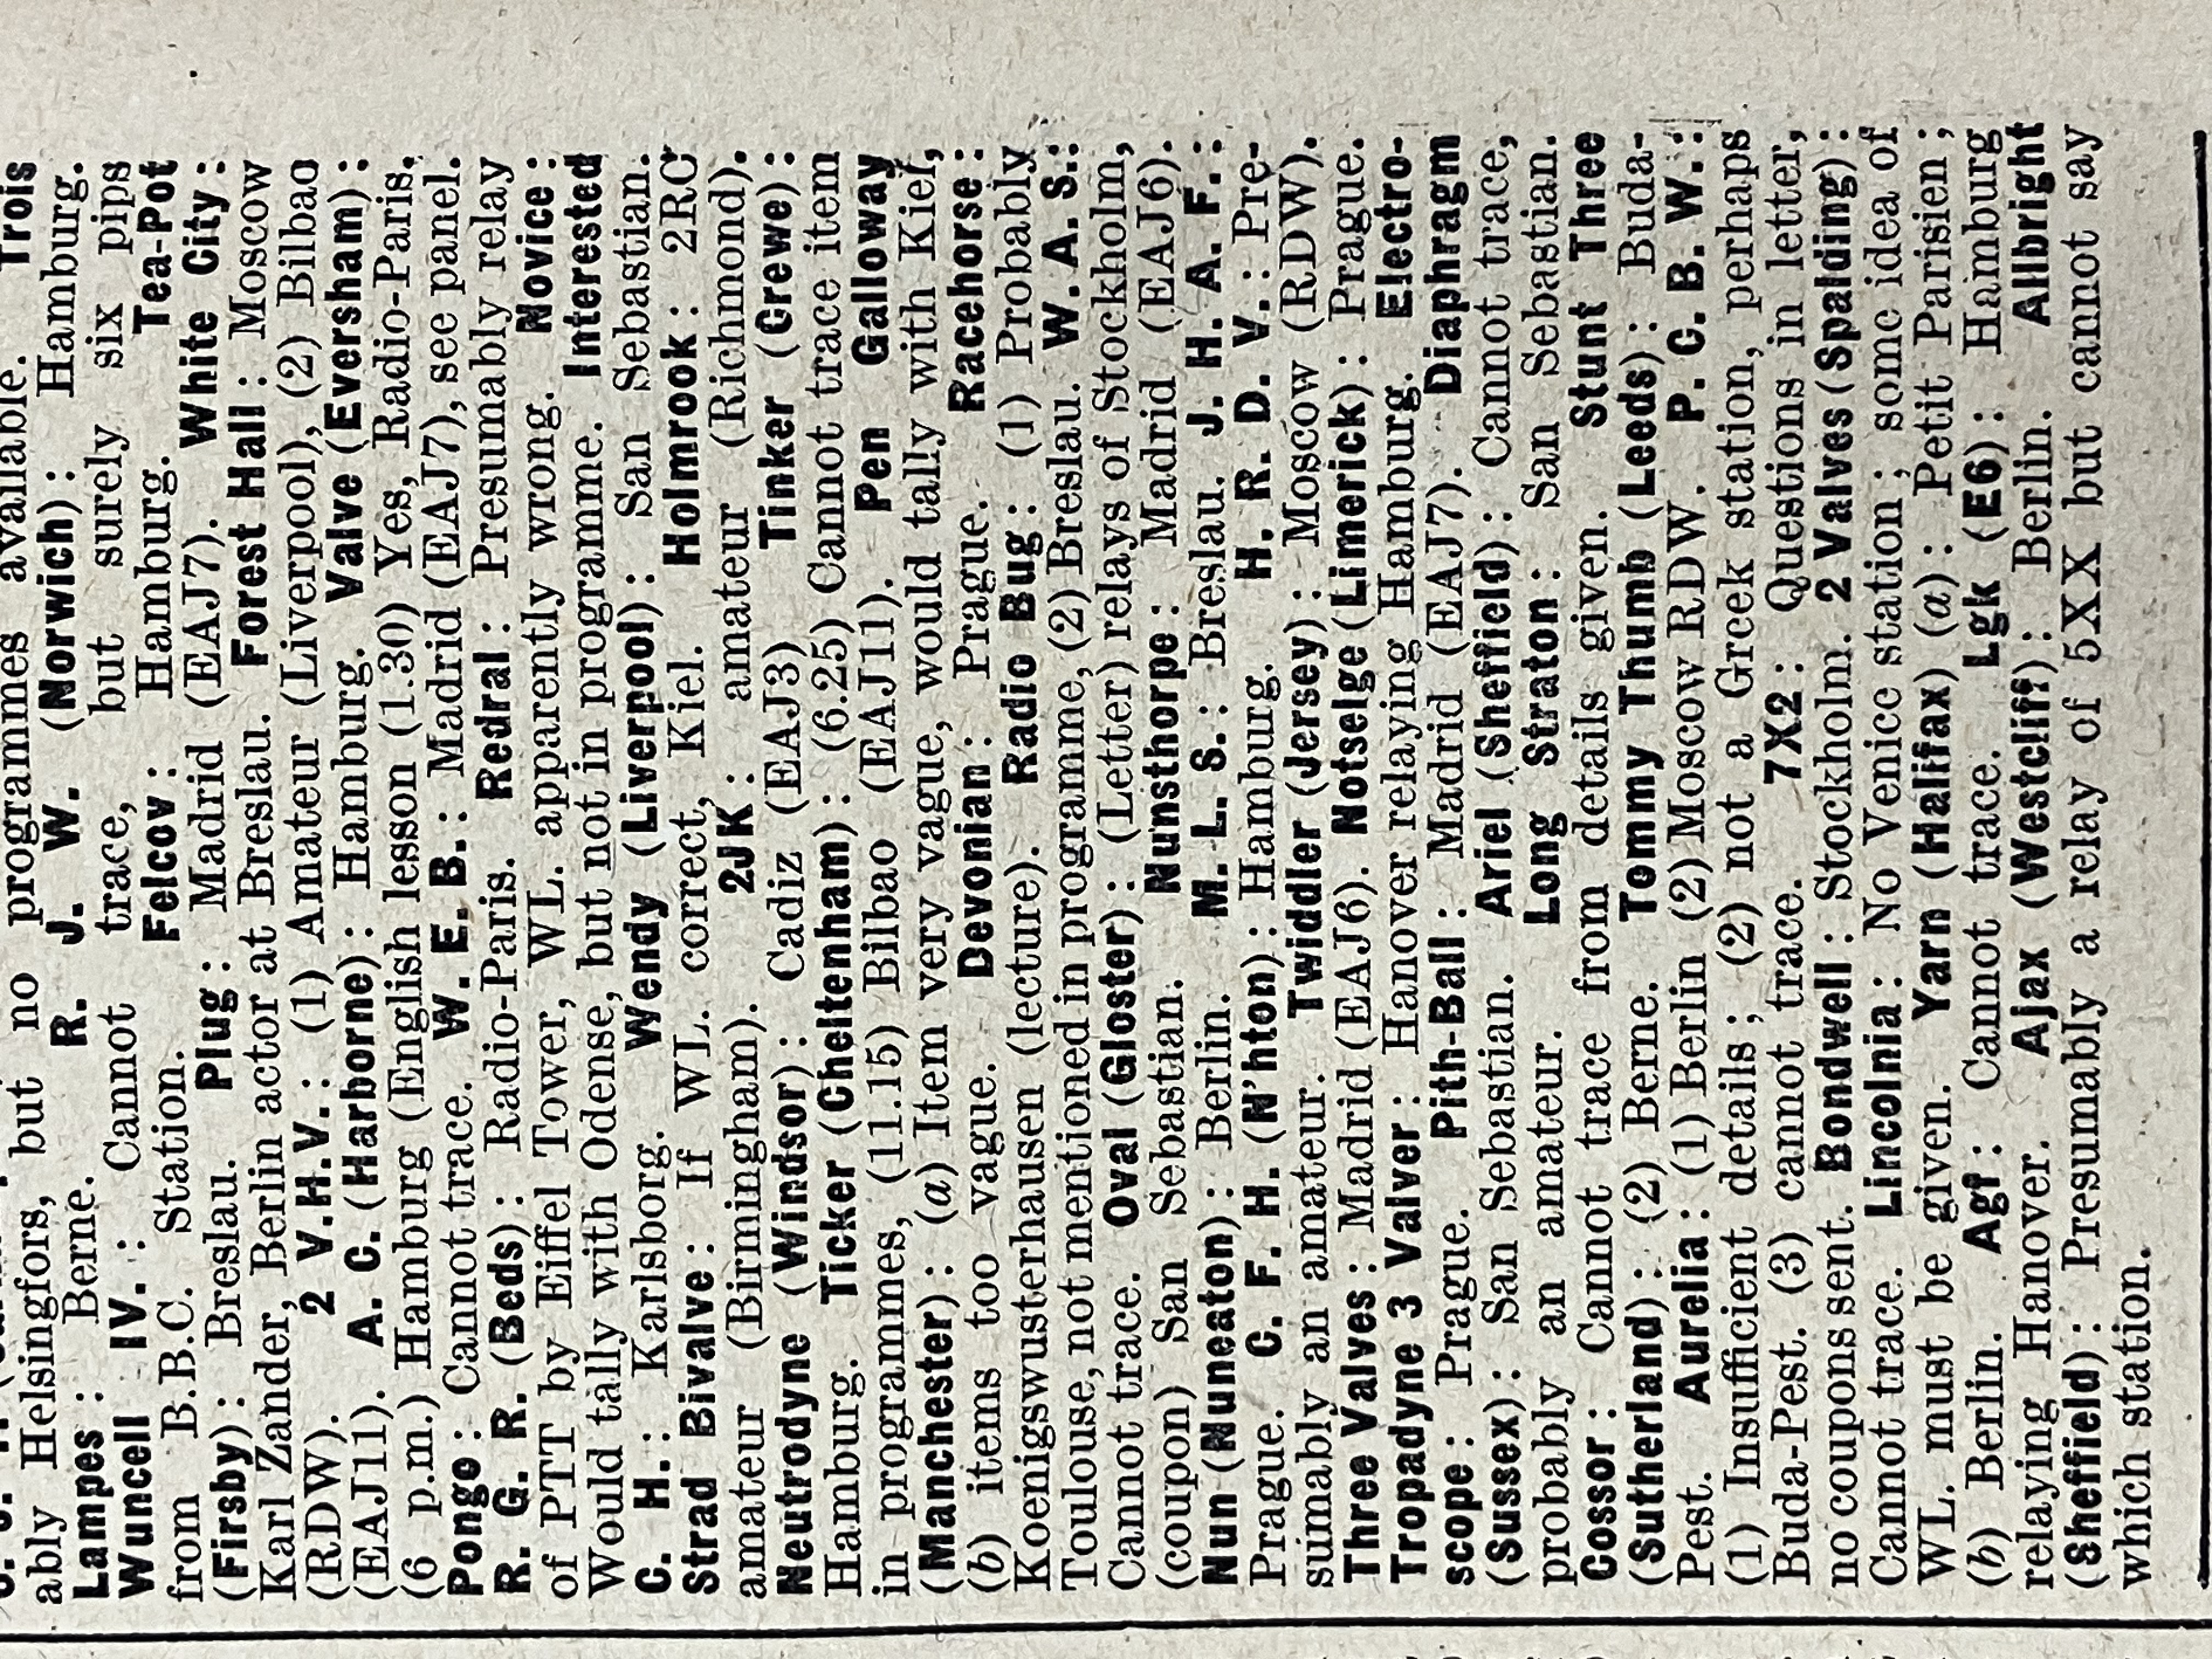 ably Helsingfors, but no programmes available. Trois
Lampes : Berne. R. J. W. (Norwich) : Hamburg.
Wuncell IV. : Cannot trace, but surely six pips
from B.B.C. Station. Felcov : Hamburg. Tea-Pot
(Firsby) : Breslau. Plug : Madrid (EAJ7). White City :
Karl Zander, Berlin actor at Breslau. Forest Hall : Moscow
(RDW). 2 V.H.V. : (1) Amateur (Liverpool), (2) Bilbao
(EAJ11). A. C. (Harborne) : Hamburg. Valve (Eversham) :
(6 p.m.) Hamburg (English lesson (1.30) Yes, Radio-Paris.
Pongo : Cannot trace. W. E. B. : Madrid (EAJ7), see panel.
R. G. R. (Beds) : Radio-Paris. Redral : Presumably relay
of PTT by Eiffel Tower, WL. apparently wrong. Novice :
Would tally with Odense, but not in programme. Interested
C. H. : Karlsborg. Wendy (Liverpool) : San Sebastian.
Strad Bivalve : If WL. correct, Kiel. Holmrook : 2RC
amateur (Birmingham). 2JK : amateur (Richmond).
Neutrodyne (Windsor) : Cadiz (EAJ3) Tinker (Crewe) :
Hamburg. Ticker (Cheltenham) : (6.25) Cannot trace item
in programmes, (11.15) Bilbao (EAJ11). Pen Galloway
(Manchester) : (a) Item very vague, would tally with Kiel,
(b) items too vague. Devonian : Prague. Racehorse :
Koenigswusterhausen (lecture). Radio Bug : (1) Probably
Toulouse, not mentioned in programme, (2) Breslau. W. A. S. :
Cannot trace. Oval (Gloster) : (Letter) relays of Stockholm,
(coupon) San Sebastian. Nunsthorpe : Madrid (EAJ6).
Nun (Nuneaton) : Berlin. M. L. S. : Breslau. J. H. A. F. :
Prague. C. F. H. (N'hton) : Hamburg. H. R. D. V. : Pre-
sumably an amateur. Twiddler (Jersey) : Moscow (RDW).
Three Valves : Madrid (EAJ6). Notselge (Limerick) : Prague.
Tropadyne 3 Valver : Hanover relaying Hamburg. Electro-
scope : Prague. Pith-Ball : Madrid (EAJ7). Diaphragm
(Sussex) : San Sebastian. Ariel (Sheffield) : Cannot trace,
probably an amateur. Long Straton : San Sebastian.
Cossor : Cannot trace from details given. Stunt Three
(Sutherland) : (2) Berne. Tommy Thumb (Leeds) : Buda-
Pest. Aurelia : (1) Berlin (2) Moscow RDW. P. C. B. W. :
(1) Insufficient details ; (2) not a Greek station, perhaps
Buda-Pest. (3) cannot trace. 7X2 : Questions in letter,
no coupons sent. Bondwell : Stockholm. 2 Valves (Spalding) :
Cannot trace. Lincolnia : No Venice station ; some idea of
WL. must be given. Yarn (Halifax) (a) : Petit Parisien ;
(b) Berlin. Agf : Cannot trace. Lgk (E6) : Hamburg
relaying Hanover. Ajax (Westcliff) : Berlin. Allbright
(Sheffield) : Presumably a relay of 5XX but cannot say
which station.